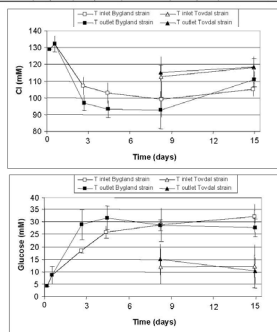 T inlet Bygland strain T inlet Tovdal strain
T outlet Bygland strain T outlet Tovdal strain
140
130
120
110
100
90
80
Cl (mM)
0 3 6 9 12 15
Time (days)
T inlet Bygland strain T inlet Tovdal strain
T outlet Bygland strain T outlet Tovdal strain
40
35
30
25
20
15
10
5
0
Glucose (mM)
0 3 6 9 12 15
Time (days)